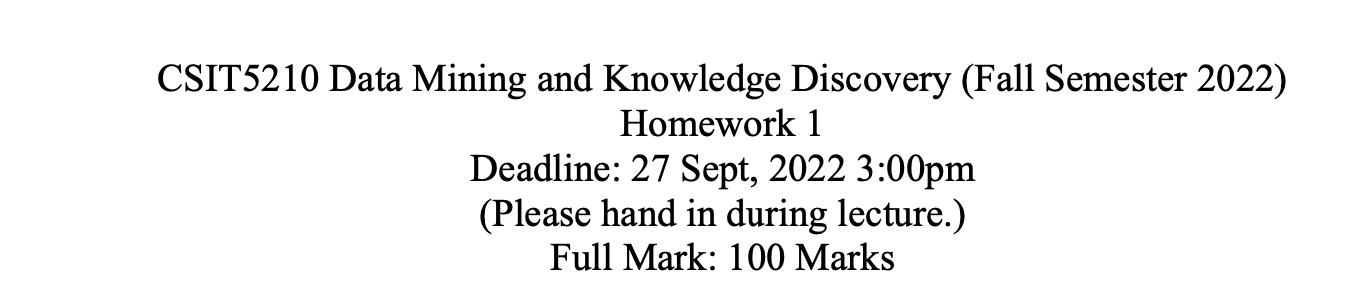 CSIT5210 Data Mining and Knowledge Discovery (Fall Semester 2022)
Homework 1
Deadline: 27 Sept, 2022 3:00pm
(Please hand in during lecture.)
Full Mark: 100 Marks